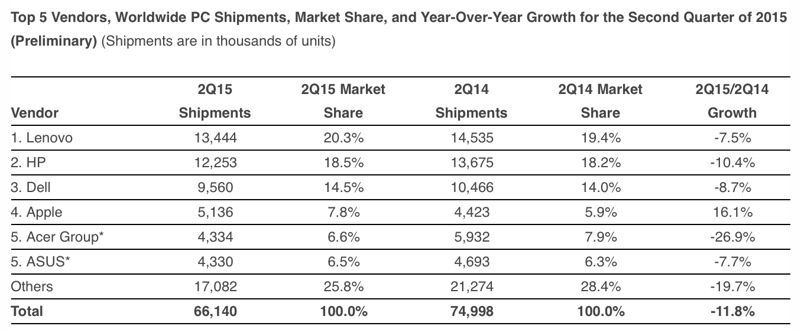 Top 5 Vendors, Worldwide PC Shipments, Market Share, and Year-Over-Year Growth for the Second Quarter of 2015
(Preliminary) (Shipments are in thousands of units)
2Q15 2Q15 Market 2Q14 2Q14 Market 2Q15/2Q14
Vendor Shipments Share Shipments Share Growth
1. Lenovo 13,444 20.3% 14,535 19.4% -7.5%
2. HP 12,253 18.5% 13,675 18.2% -10.4%
3. Dell 9,560 14.5% 10,466 14.0% -8.7%
4. Apple 5,136 7.8% 4,423 5.9% 16.1%
5. Acer Group* 4,334 6.6% 5,932 7.9% -26.9%
5. ASUS* 4,330 6.5% 4,693 6.3% -7.7%
Others 17,082 25.8% 21,274 28.4% -19.7%
Total 66,140 100.0% 74,998 100.0% -11.8%